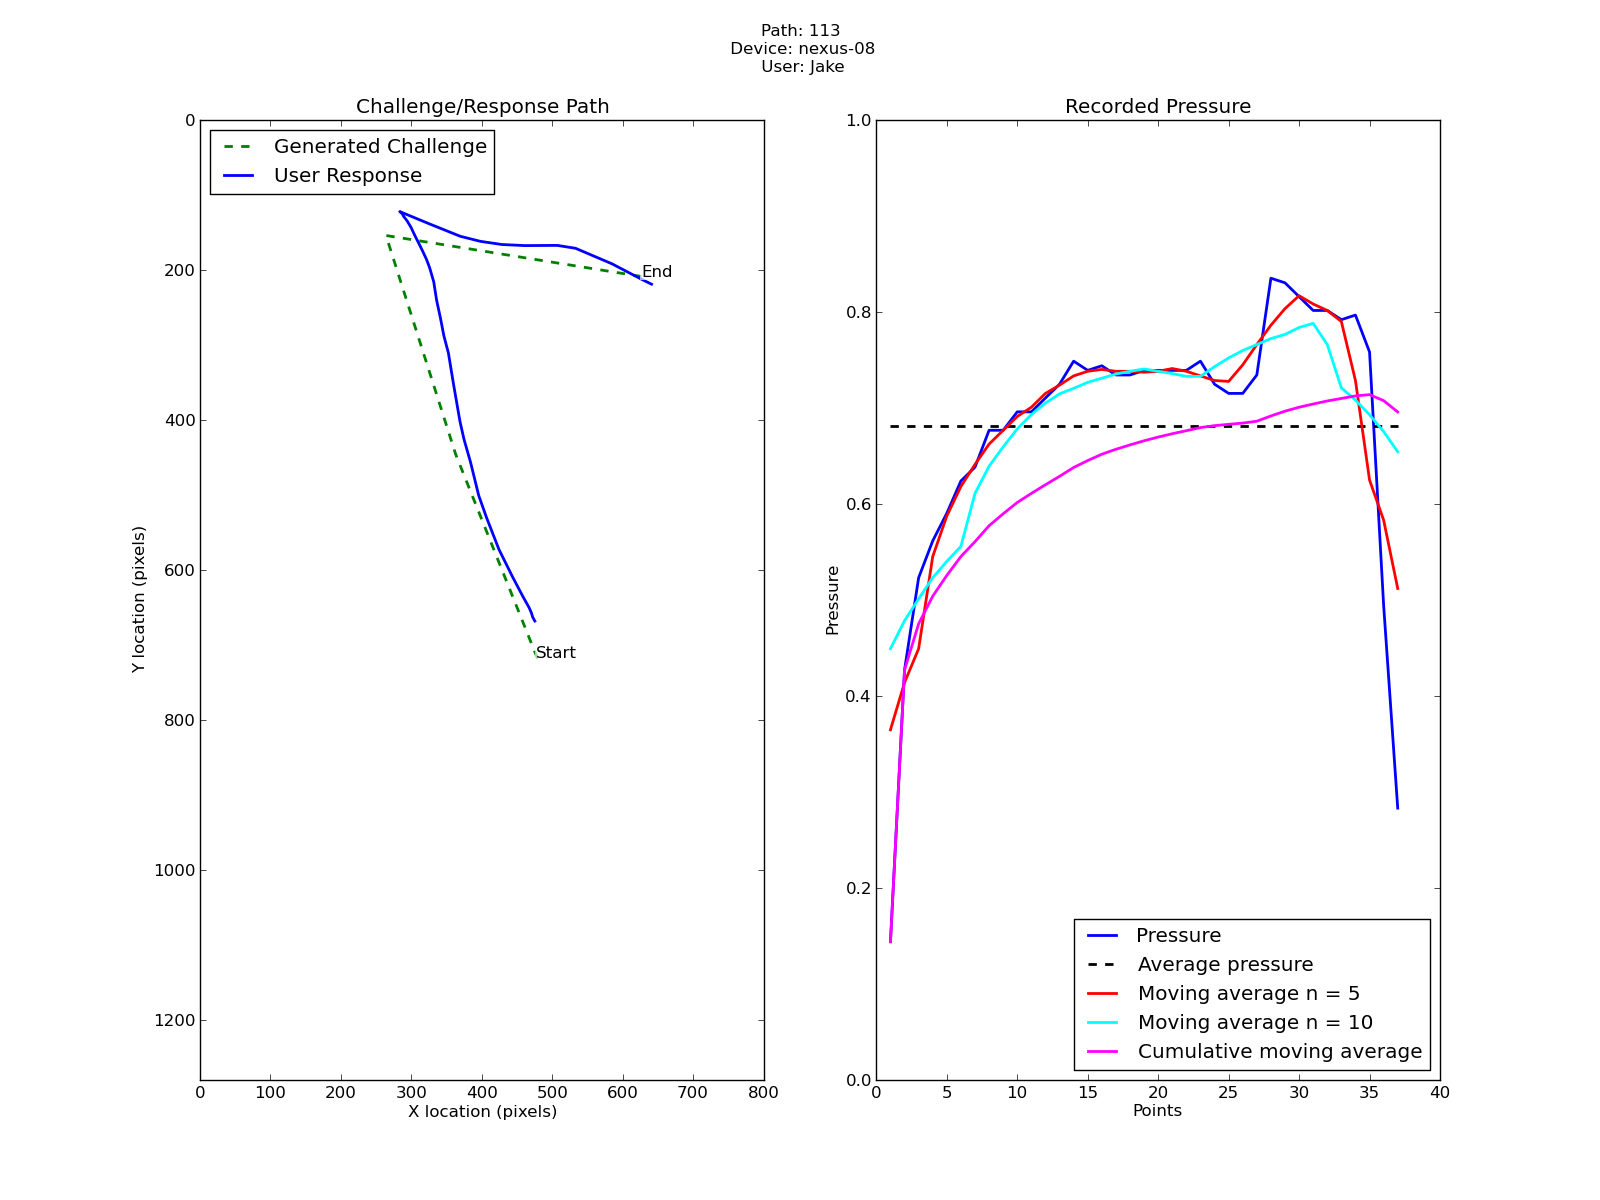 Path: 113
Device: nexus-08
User: Jake
Challenge/Response Path
Generated Challenge
User Response
0
200
400
600
800
1000
1200
Y location (pixels)
End
Start
0 100 200 300 400 500 600 700 800
X location (pixels)
Recorded Pressure
1.0
0.8
0.6
0.4
0.2
0.0
Pressure
Pressure
Average pressure
Moving average n = 5
Moving average n = 10
Cumulative moving average
0 5 10 15 20 25 30 35 40
Points